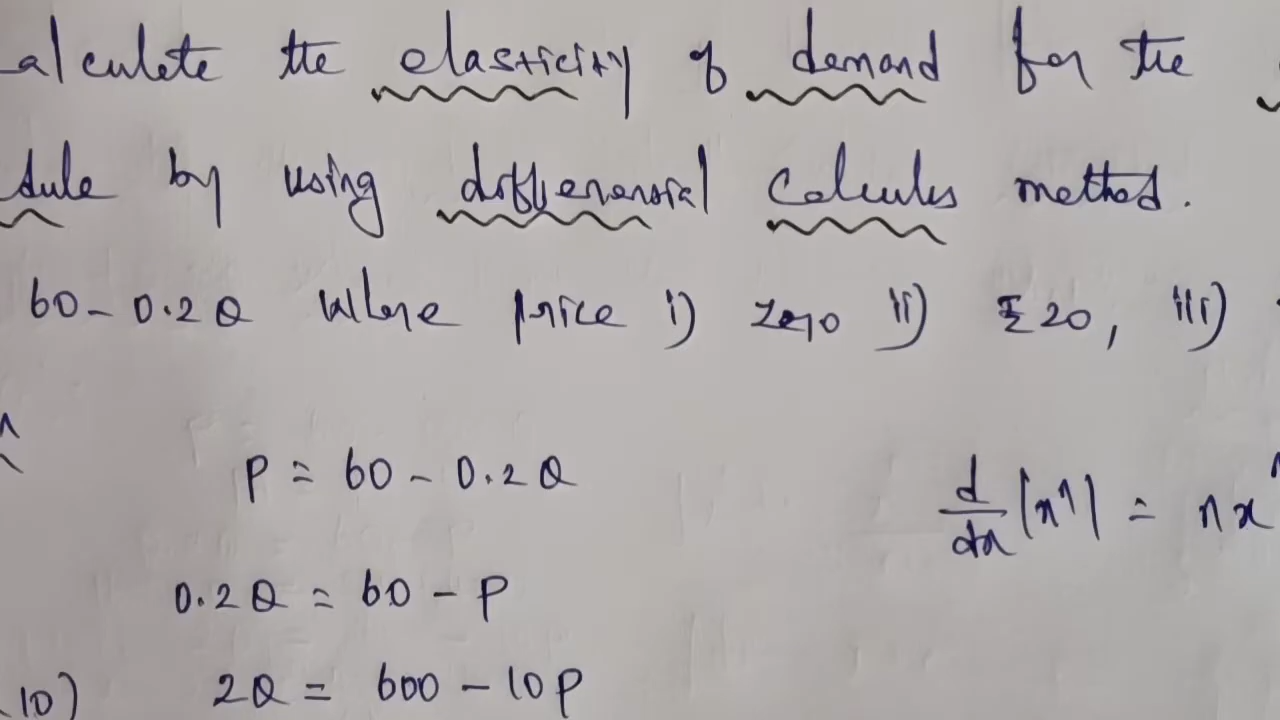 alculate the elasticity of demand for the
dule by using differential calculus method.
60 - 0.2Q where price i) zero ii) ₹20, iii)
P = 60 - 0.2Q
d/dx (xⁿ) = nx
0.2Q = 60 - P
10) 2Q = 600 - 10P